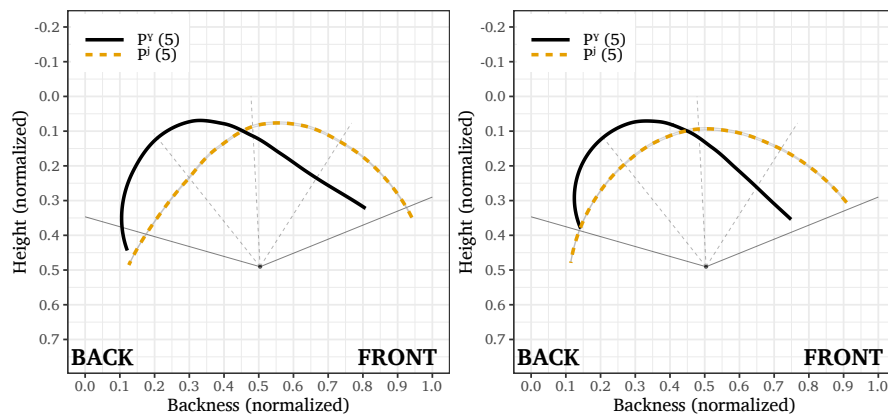 Pˠ (5)
Pʲ (5)
-0.2
-0.1
0.0
0.1
0.2
0.3
0.4
0.5
0.6
0.7
Height (normalized)
BACK FRONT
0.0 0.1 0.2 0.3 0.4 0.5 0.6 0.7 0.8 0.9 1.0
Backness (normalized)
Pˠ (5)
Pʲ (5)
-0.2
-0.1
0.0
0.1
0.2
0.3
0.4
0.5
0.6
0.7
Height (normalized)
BACK FRONT
0.0 0.1 0.2 0.3 0.4 0.5 0.6 0.7 0.8 0.9 1.0
Backness (normalized)